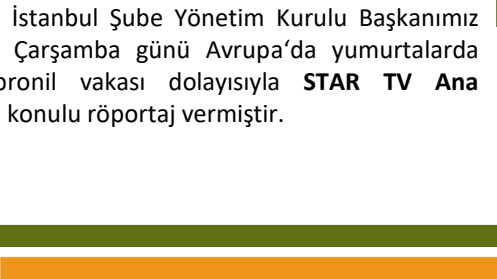 İstanbul Şube Yönetim Kurulu Başkanımız
Çarşamba günü Avrupa‘da yumurtalarda
pronil vakası dolayısıyla STAR TV Ana
konulu röportaj vermiştir.